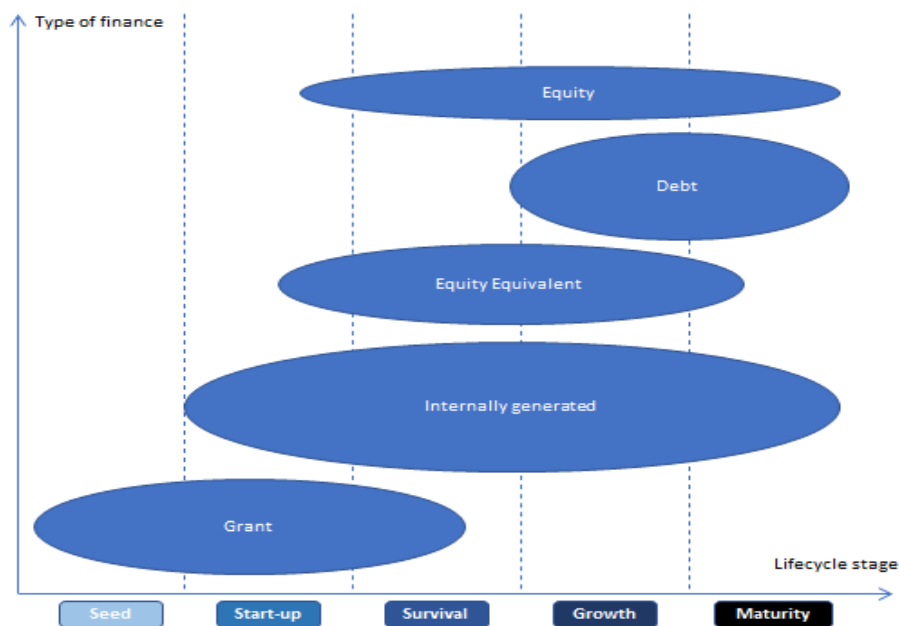 Type of finance
Equity
Debt
Equity Equivalent
Internally generated
Grant
Lifecycle stage
Seed
Start-up
Survival
Growth
Maturity